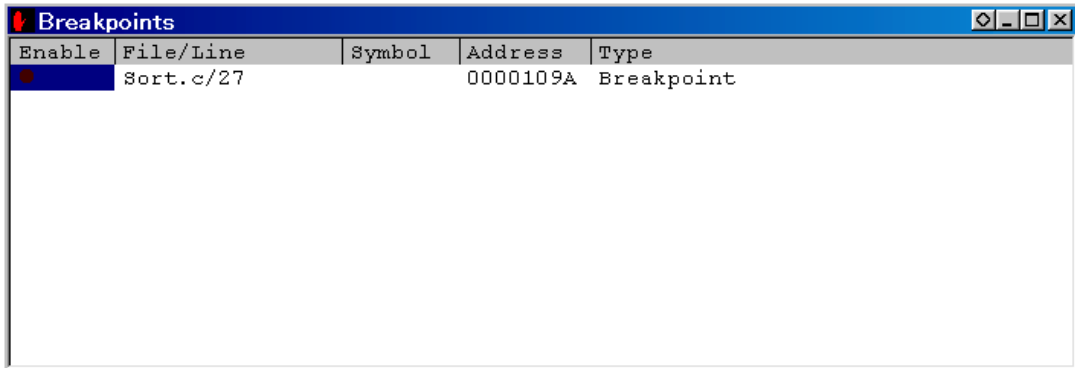 Breakpoints
Enable File/Line Symbol Address Type
Sort.c/27 0000109A Breakpoint